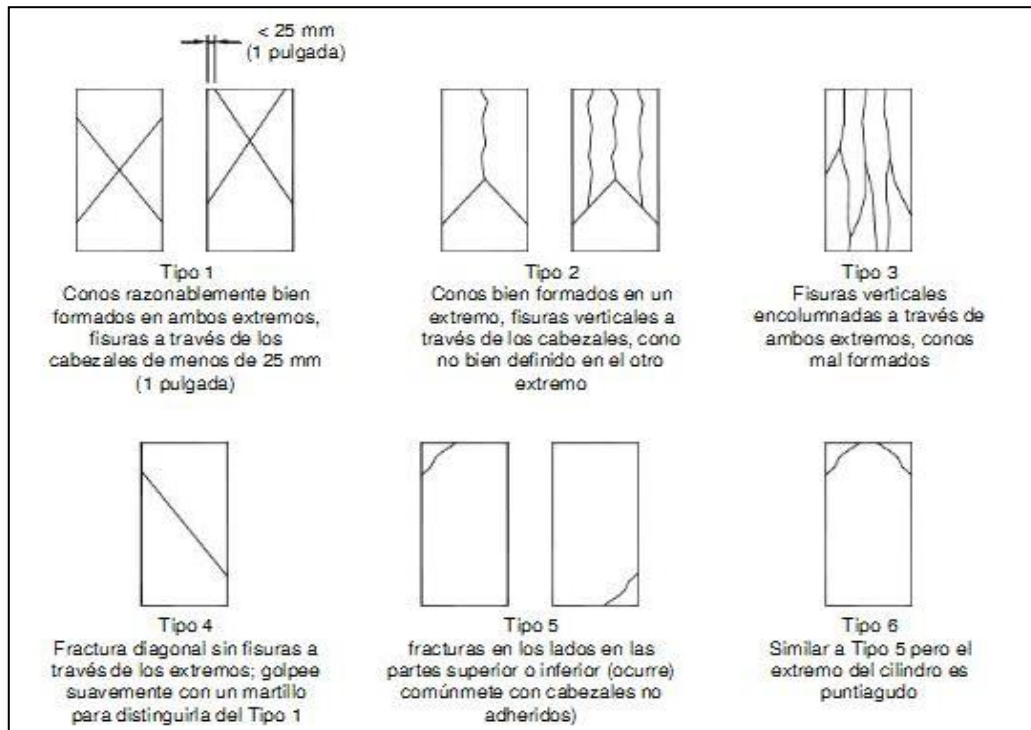 < 25 mm
(1 pulgada)
Tipo 1
Conos razonablemente bien
formados en ambos extremos,
fisuras a través de los
cabezales de menos de 25 mm
(1 pulgada)
Tipo 2
Conos bien formados en un
extremo, fisuras verticales a
través de los cabezales, cono
no bien definido en el otro
extremo
Tipo 3
Fisuras verticales
encolumnadas a través de
ambos extremos, conos
mal formados
Tipo 4
Fractura diagonal sin fisuras a
través de los extremos; golpee
suavemente con un martillo
para distinguirla del Tipo 1
Tipo 5
fracturas en los lados en las
partes superior o inferior (ocurre)
comúnmete con cabezales no
adheridos)
Tipo 6
Similar a Tipo 5 pero el
extremo del cilindro es
puntiagudo